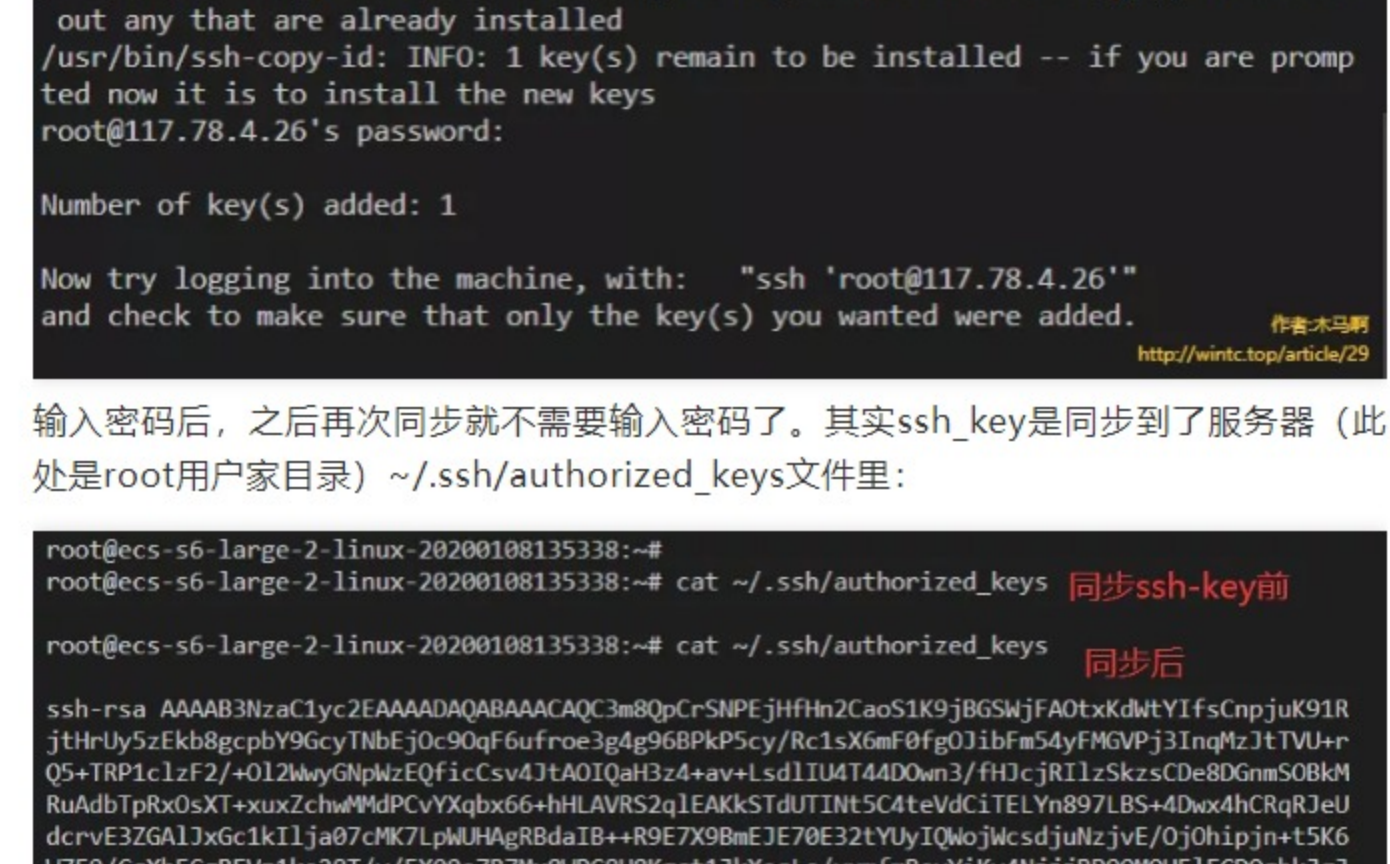 out any that are already installed
/usr/bin/ssh-copy-id: INFO: 1 key(s) remain to be installed -- if you are promp
ted now it is to install the new keys
root@117.78.4.26's password:
Number of key(s) added: 1
Now try logging into the machine, with:   "ssh 'root@117.78.4.26'"
and check to make sure that only the key(s) you wanted were added.
作者:木马啊
http://wintc.top/article/29
输入密码后，之后再次同步就不需要输入密码了。其实ssh_key是同步到了服务器（此
处是root用户家目录）~/.ssh/authorized_keys文件里：
root@ecs-s6-large-2-linux-20200108135338:~#
root@ecs-s6-large-2-linux-20200108135338:~# cat ~/.ssh/authorized_keys 同步ssh-key前
root@ecs-s6-large-2-linux-20200108135338:~# cat ~/.ssh/authorized_keys
同步后
ssh-rsa AAAAB3NzaC1yc2EAAAADAQABAAACAQC3m8QpCrSNPEjHfHn2CaoS1K9jBGSWjFAOtxKdWtYIfsCnpjuK91R
jtHrUy5zEkb8gcpbY9GcyTNbEjOc9OqF6ufroe3g4g96BPkP5cy/Rc1sX6mF0fgOJibFm54yFMGVPj3InqMzJtTVU+r
Q5+TRP1clzF2/+Ol2WwyGNpWzEQficCsv4JtAOIQaH3z4+av+LsdlIU4T44DOwn3/fHJcjRIlzSkzsCDe8DGnmSOBkM
RuAdbTpRxOsXT+xuxZchwMMdPCvYXqbx66+hHLAVRS2qlEAKkSTdUTINt5C4teVdCiTELYn897LBS+4Dwx4hCRqRJeU
dcrvE3ZGAlJxGc1kIlja07cMK7LpWUHAgRBdaIB++R9E7X9BmEJE70E32tYUyIQWojWcsdjuNzjvE/OjOhipjn+t5K6